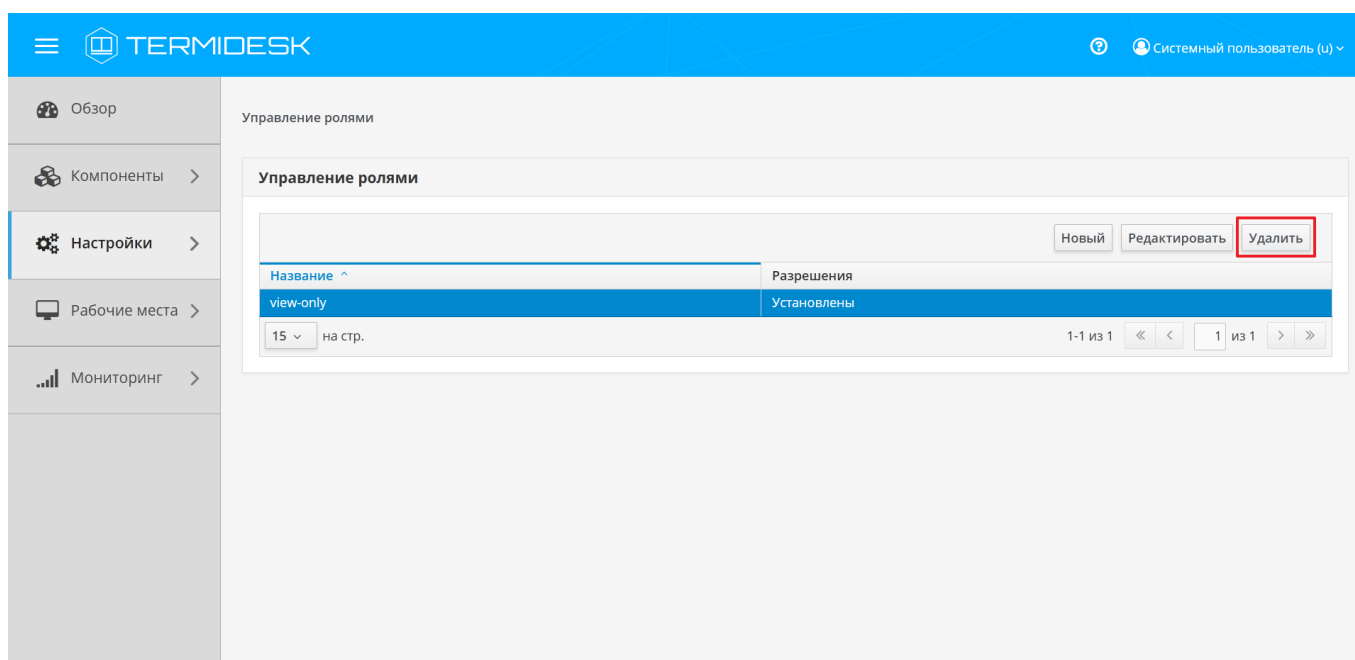 TERMIDESK
Системный пользователь (u)
Обзор
Компоненты
Настройки
Рабочие места
Мониторинг
Управление ролями
Управление ролями
Новый Редактировать Удалить
Название Разрешения
view-only Установлены
15 на стр. 1-1 из 1 « < 1 из 1 > »